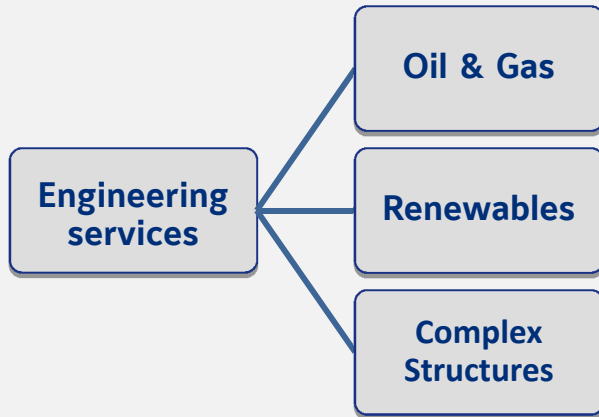 Oil & Gas
Engineering
services
Renewables
Complex
Structures